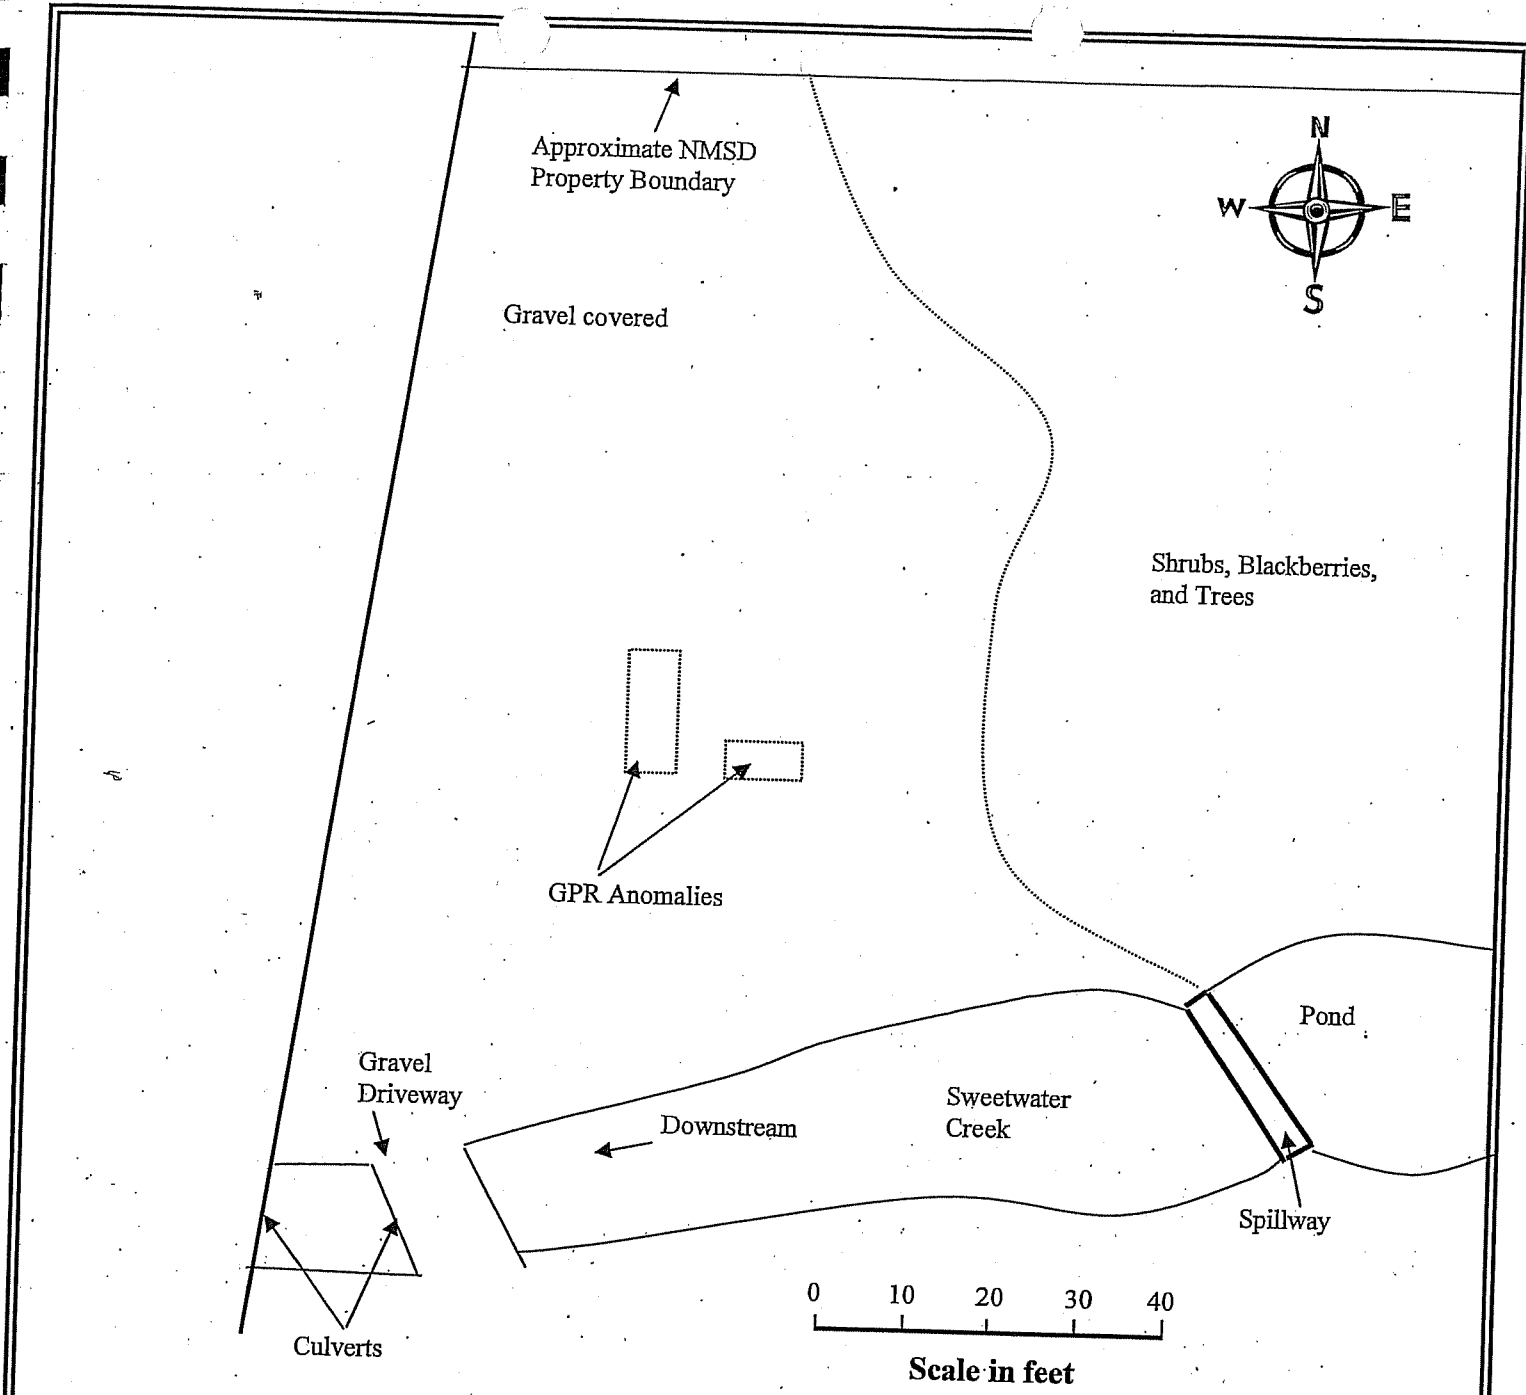 Approximate NMSD
Property Boundary
N
W
E
S
Gravel covered
Shrubs, Blackberries,
and Trees
GPR Anomalies
Pond
Gravel
Driveway
Sweetwater
Creek
Downstream
Spillway
0 10 20 30 40
Culverts
Scale in feet